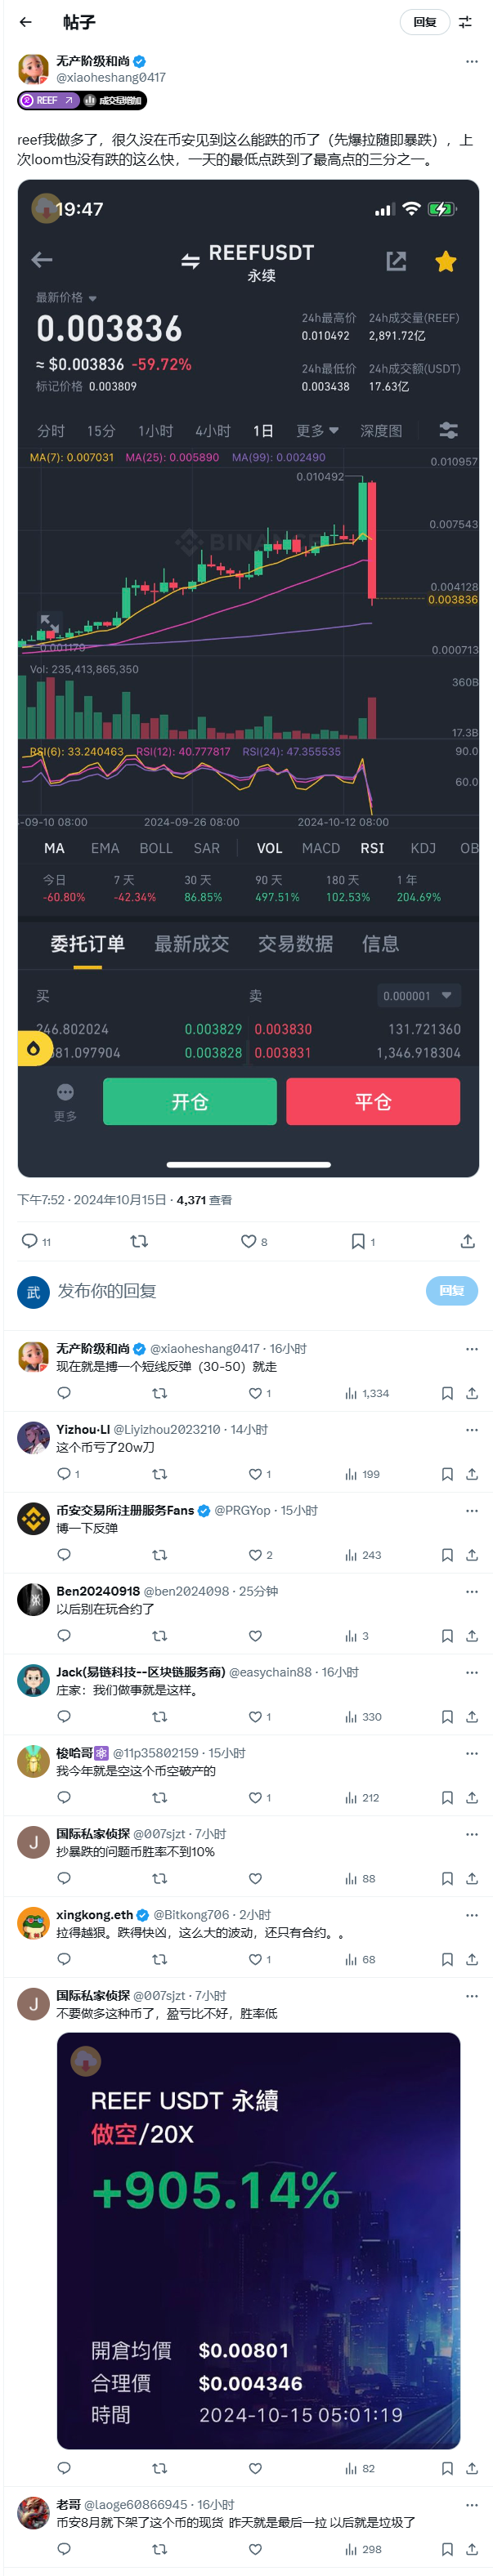 帖子
回复
无产阶级和尚
@xiaoheshang0417
REEF 成交量增加
reef我做多了，很久没在币安见到这么能跌的币了（先爆拉随即暴跌），上
次loom也没有跌的这么快，一天的最低点跌到了最高点的三分之一。
19:47
REEFUSDT
永续
最新价格
0.003836
≈ $0.003836 -59.72%
标记价格 0.003809
24h最高价 24h成交量(REEF)
0.010492 2,891.72亿
24h最低价 24h成交额(USDT)
0.003438 17.63亿
分时 15分 1小时 4小时 1日 更多 深度图
MA(7): 0.007031 MA(25): 0.005890 MA(99): 0.002490
0.010957
0.010492
0.007543
BINANCE
0.004128
0.003836
0.001170
0.000713
Vol: 235,413,865,350
360B
17.3B
RSI(6): 33.240463 RSI(12): 40.777817 RSI(24): 47.355535
90.0
60.0
-09-10 08:00 2024-09-26 08:00 2024-10-12 08:00
MA EMA BOLL SAR VOL MACD RSI KDJ OB
今日 7 天 30 天 90 天 180 天 1 年
-60.80% -42.34% 86.85% 497.51% 102.53% 204.69%
委托订单 最新成交 交易数据 信息
买 卖 0.000001
246.802024 0.003829 0.003830 131.721360
681.097904 0.003828 0.003831 1,346.918304
更多
开仓
平仓
下午7:52 · 2024年10月15日 · 4,371 查看
11 8 1
武 发布你的回复 回复
无产阶级和尚 @xiaoheshang0417 · 16小时
现在就是搏一个短线反弹（30-50）就走
1 1,334
Yizhou·LI @Liyizhou2023210 · 14小时
这个币亏了20w刀
1 1 199
币安交易所注册服务Fans @PRGYop · 15小时
博一下反弹
2 243
Ben20240918 @ben2024098 · 25分钟
以后别在玩合约了
3
Jack(易链科技--区块链服务商) @easychain88 · 16小时
庄家：我们做事就是这样。
1 330
梭哈哥⚛️ @11p35802159 · 15小时
我今年就是空这个币空破产的
1 212
J
国际私家侦探 @007sjzt · 7小时
抄暴跌的问题币胜率不到10%
88
xingkong.eth @Bitkong706 · 2小时
拉得越狠。跌得快凶，这么大的波动，还只有合约。。
1 68
J
国际私家侦探 @007sjzt · 7小时
不要做多这种币了，盈亏比不好，胜率低
REEF USDT 永續
做空/20X
+905.14%
開倉均價 $0.00801
合理價 $0.004346
時間 2024-10-15 05:01:19
82
老哥 @laoge60866945 · 16小时
币安8月就下架了这个币的现货 昨天就是最后一拉 以后就是垃圾了
298